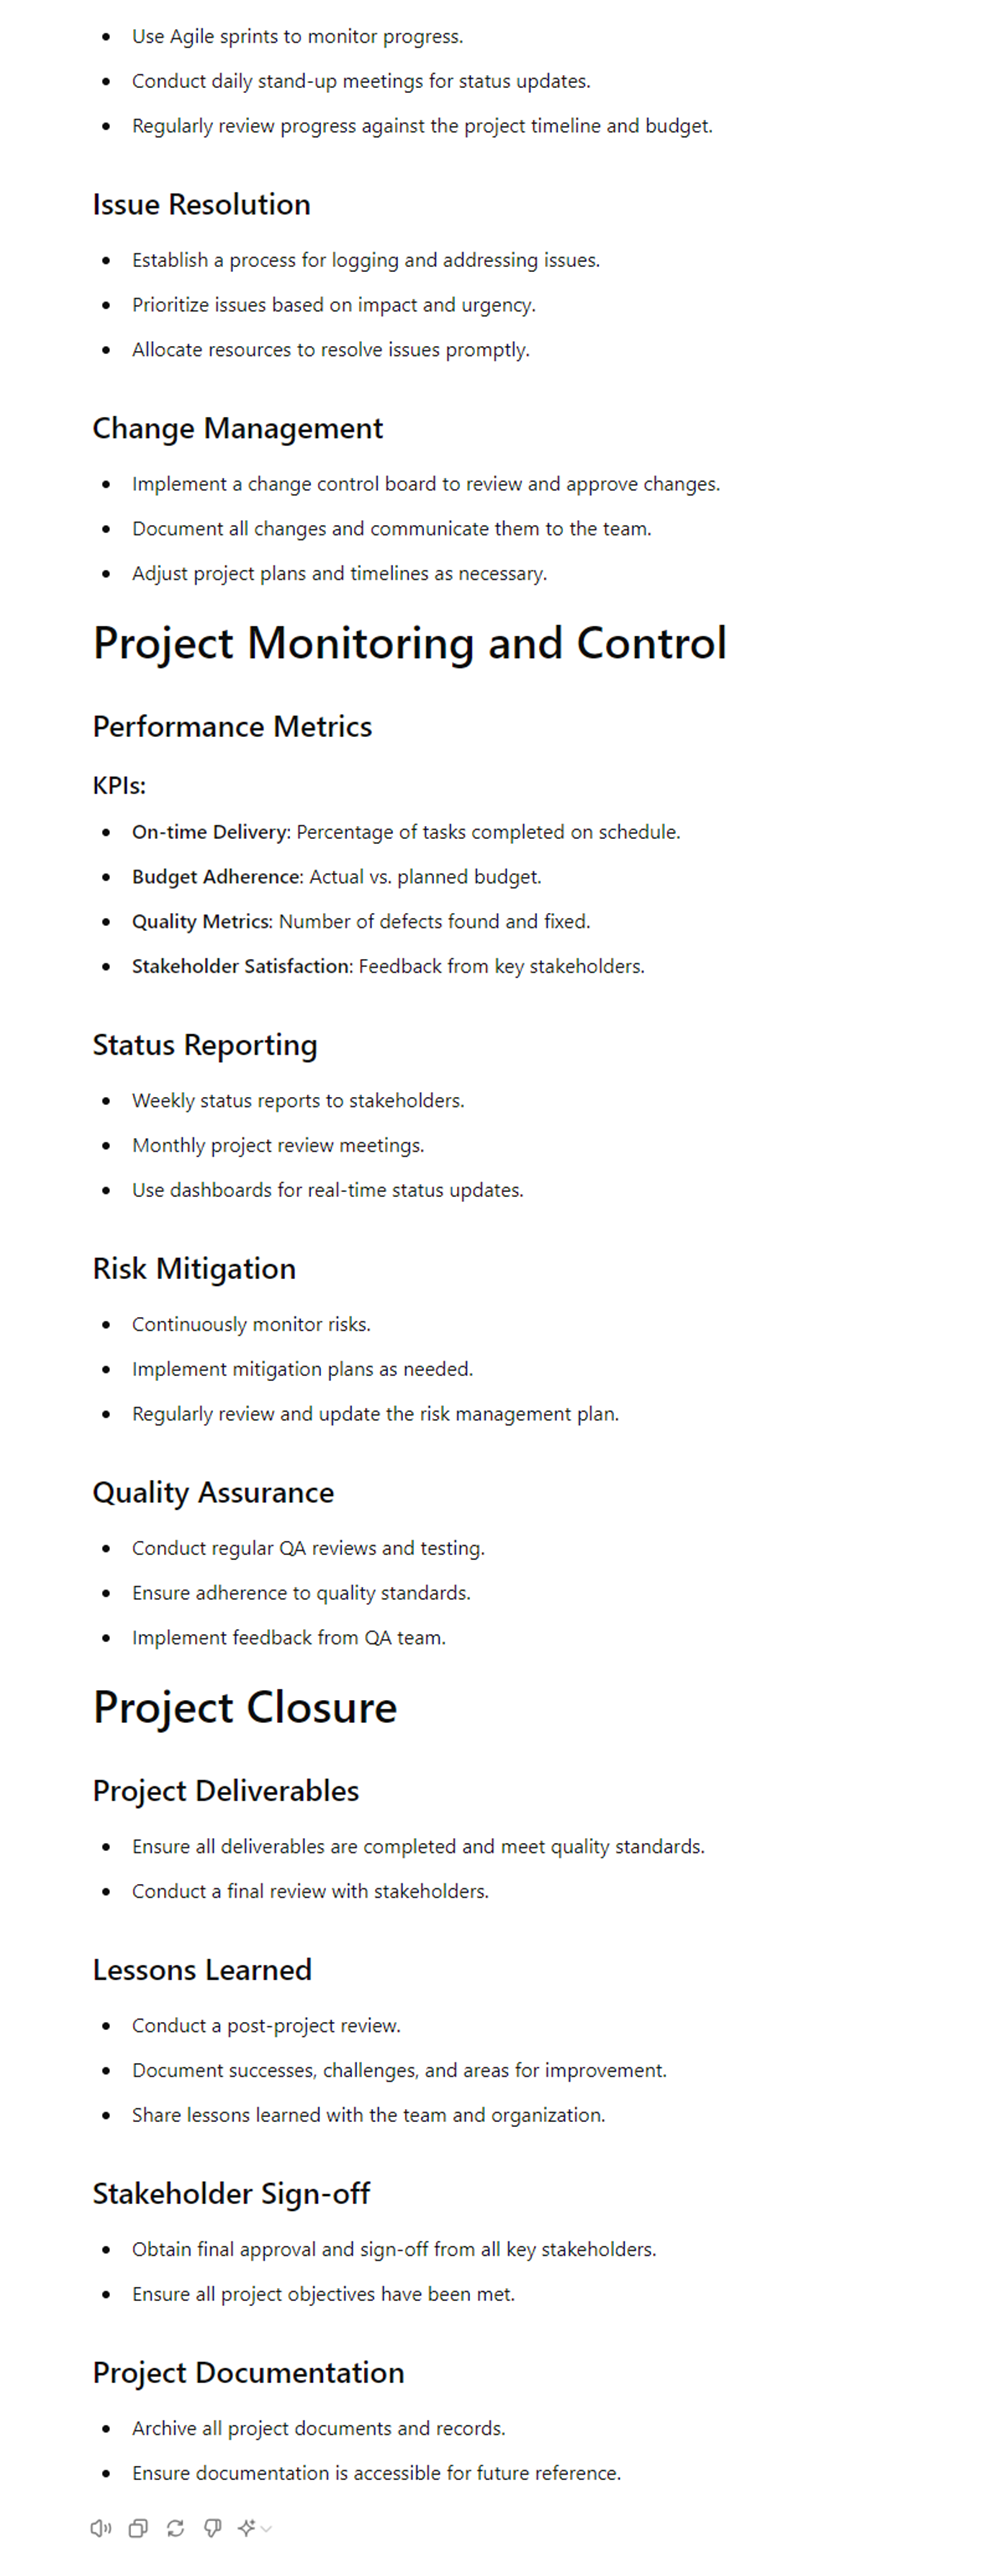 Use Agile sprints to monitor progress.
Conduct daily stand-up meetings for status updates.
Regularly review progress against the project timeline and budget.
Issue Resolution
Establish a process for logging and addressing issues.
Prioritize issues based on impact and urgency.
Allocate resources to resolve issues promptly.
Change Management
Implement a change control board to review and approve changes.
Document all changes and communicate them to the team.
Adjust project plans and timelines as necessary.
Project Monitoring and Control
Performance Metrics
KPIs:
On-time Delivery: Percentage of tasks completed on schedule.
Budget Adherence: Actual vs. planned budget.
Quality Metrics: Number of defects found and fixed.
Stakeholder Satisfaction: Feedback from key stakeholders.
Status Reporting
Weekly status reports to stakeholders.
Monthly project review meetings.
Use dashboards for real-time status updates.
Risk Mitigation
Continuously monitor risks.
Implement mitigation plans as needed.
Regularly review and update the risk management plan.
Quality Assurance
Conduct regular QA reviews and testing.
Ensure adherence to quality standards.
Implement feedback from QA team.
Project Closure
Project Deliverables
Ensure all deliverables are completed and meet quality standards.
Conduct a final review with stakeholders.
Lessons Learned
Conduct a post-project review.
Document successes, challenges, and areas for improvement.
Share lessons learned with the team and organization.
Stakeholder Sign-off
Obtain final approval and sign-off from all key stakeholders.
Ensure all project objectives have been met.
Project Documentation
Archive all project documents and records.
Ensure documentation is accessible for future reference.